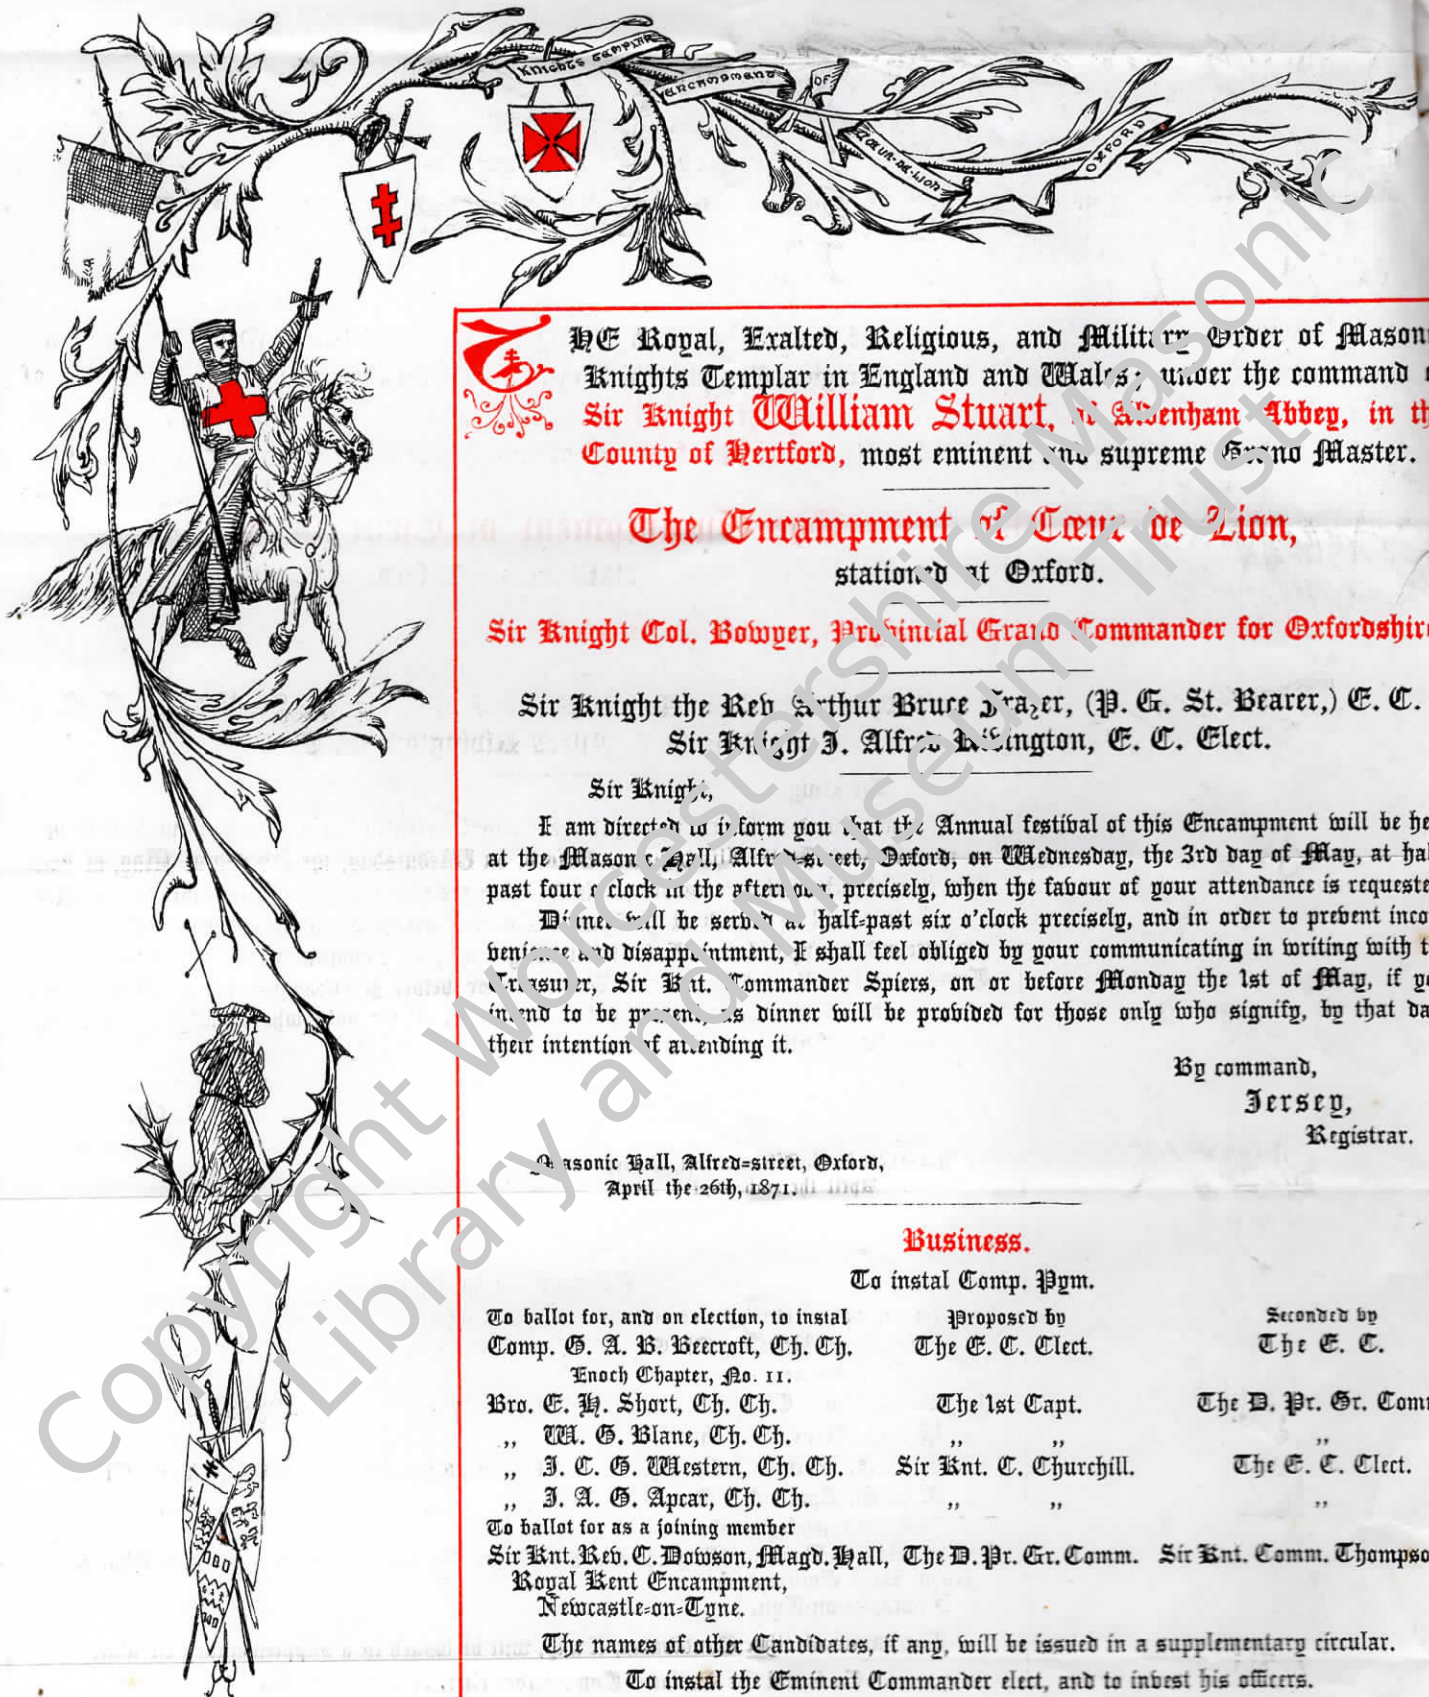 KNIGHTS TEMPLAR
ENCAMPMENT
OF
CŒUR-DE-LION
OXFORD
THE Royal, Exalted, Religious, and Military Order of Mason
Knights Templar in England and Wales, under the command
Sir Knight William Stuart, of Aldenham Abbey, in th
County of Hertford, most eminent and supreme Grand Master.
The Encampment of Cœur de Lion,
stationed at Oxford.
Sir Knight Col. Bowyer, Provincial Grand Commander for Oxfordshir
Sir Knight the Rev Arthur Bruce Frazer, (P. G. St. Bearer,) E. C.
Sir Knight J. Alfred Rivington, E. C. Elect.
Sir Knight,
I am directed to inform you that the Annual festival of this Encampment will be he
at the Masonic Hall, Alfred-street, Oxford, on Wednesday, the 3rd day of May, at hal
past four o'clock in the afternoon, precisely, when the favour of your attendance is requeste
Dinner will be served at half-past six o'clock precisely, and in order to prevent inco
venience and disappointment, I shall feel obliged by your communicating in writing with t
Treasurer, Sir Knt. Commander Spiers, on or before Monday the 1st of May, if y
intend to be present, as dinner will be provided for those only who signify, by that da
their intention of attending it.
By command,
Jersey,
Registrar.
Masonic Hall, Alfred=street, Oxford,
April the 26th, 1871.
Business.
To instal Comp. Pym.
To ballot for, and on election, to instal Proposed by Seconded by
Comp. G. A. B. Beecroft, Ch. Ch. The E. C. Elect. The E. C.
Enoch Chapter, No. 11.
Bro. E. H. Short, Ch. Ch. The 1st Capt. The D. Pr. Gr. Com
„ W. G. Blane, Ch. Ch. „ „ „
„ J. C. G. Western, Ch. Ch. Sir Knt. C. Churchill. The E. C. Elect.
„ J. A. G. Apcar, Ch. Ch. „ „ „
To ballot for as a joining member
Sir Knt. Rev. C. Dowson, Magd. Hall, The D. Pr. Gr. Comm. Sir Knt. Comm. Thompso
Royal Kent Encampment,
Newcastle-on-Tyne.
The names of other Candidates, if any, will be issued in a supplementary circular.
To instal the Eminent Commander elect, and to invest his officers.
Copyright Worcestershire Masonic
Library and Museum Trust